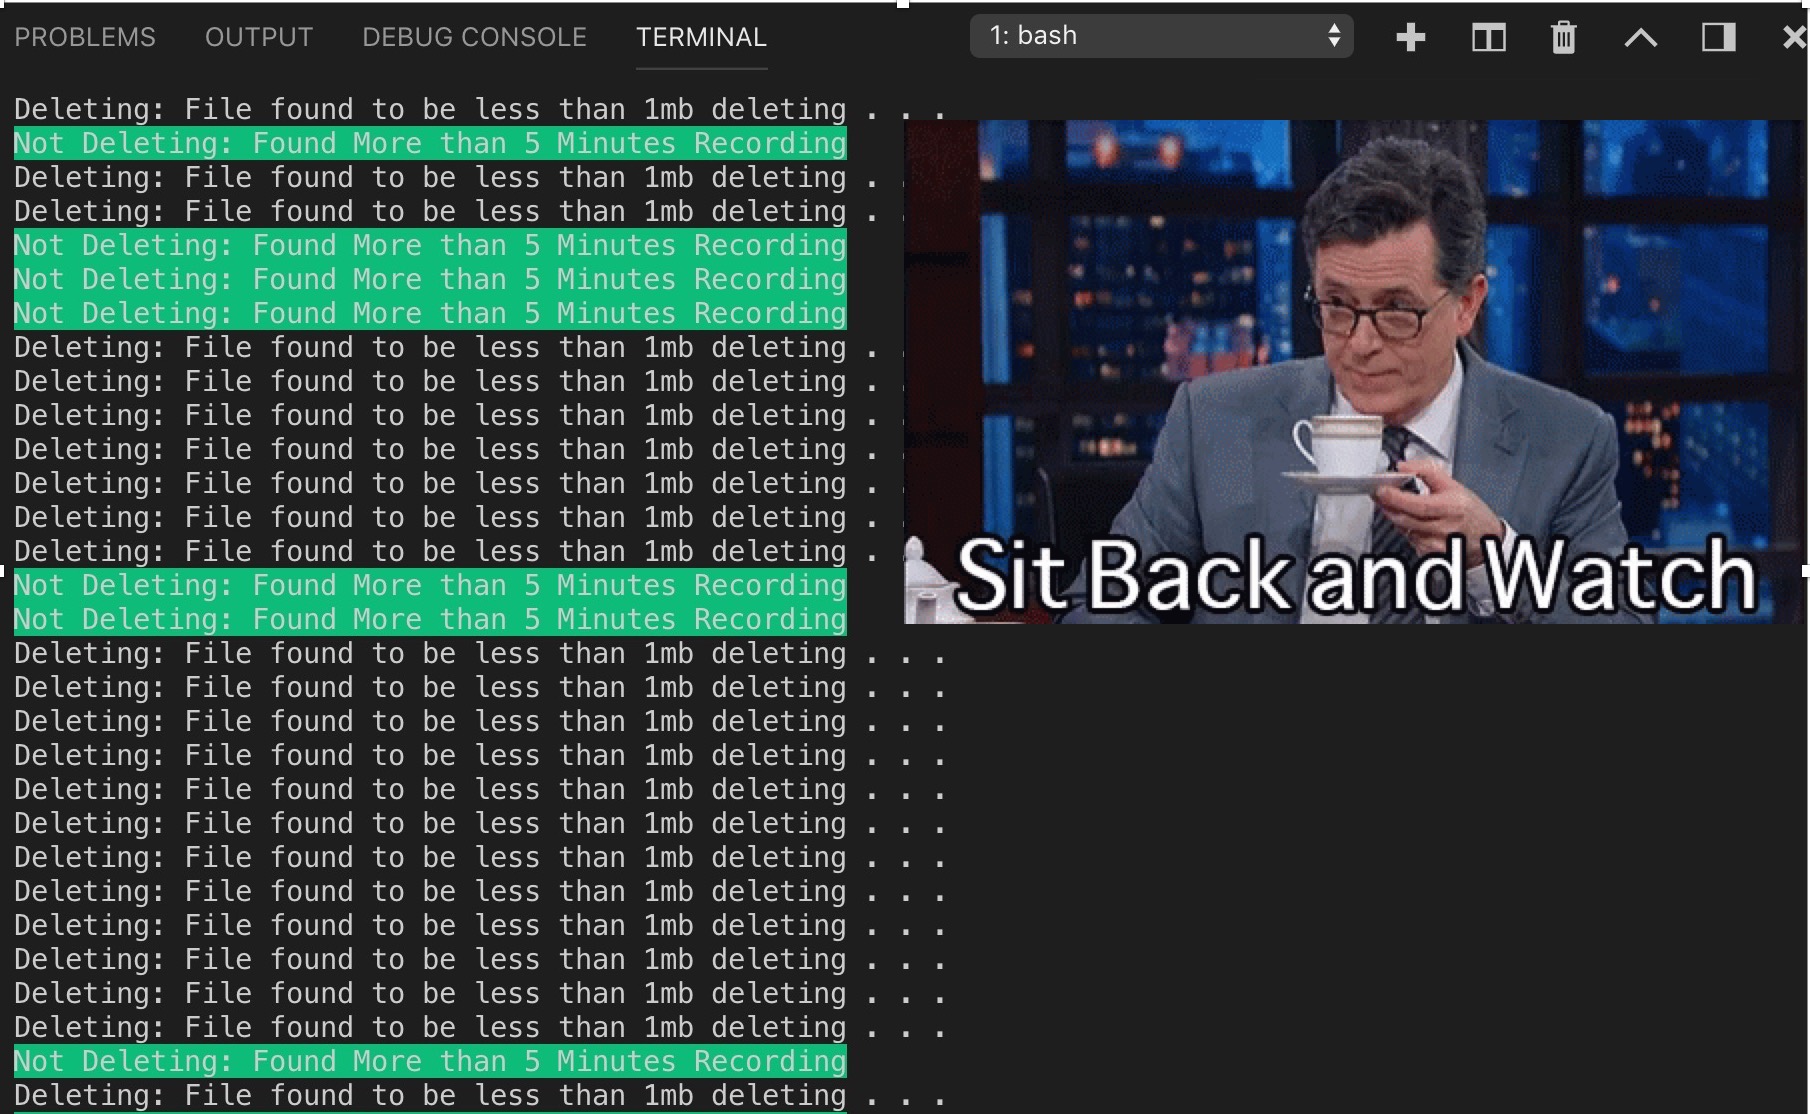 PROBLEMS OUTPUT DEBUG CONSOLE TERMINAL 1: bash
Deleting: File found to be less than 1mb deleting . . .
Not Deleting: Found More than 5 Minutes Recording
Deleting: File found to be less than 1mb deleting . .
Deleting: File found to be less than 1mb deleting . .
Not Deleting: Found More than 5 Minutes Recording
Not Deleting: Found More than 5 Minutes Recording
Not Deleting: Found More than 5 Minutes Recording
Deleting: File found to be less than 1mb deleting . .
Deleting: File found to be less than 1mb deleting . .
Deleting: File found to be less than 1mb deleting . .
Deleting: File found to be less than 1mb deleting . .
Deleting: File found to be less than 1mb deleting . .
Deleting: File found to be less than 1mb deleting . .
Deleting: File found to be less than 1mb deleting .
Not Deleting: Found More than 5 Minutes Recording
Not Deleting: Found More than 5 Minutes Recording
Deleting: File found to be less than 1mb deleting . . .
Deleting: File found to be less than 1mb deleting . . .
Deleting: File found to be less than 1mb deleting . . .
Deleting: File found to be less than 1mb deleting . . .
Deleting: File found to be less than 1mb deleting . . .
Deleting: File found to be less than 1mb deleting . . .
Deleting: File found to be less than 1mb deleting . . .
Deleting: File found to be less than 1mb deleting . . .
Deleting: File found to be less than 1mb deleting . . .
Deleting: File found to be less than 1mb deleting . . .
Deleting: File found to be less than 1mb deleting . . .
Deleting: File found to be less than 1mb deleting . . .
Not Deleting: Found More than 5 Minutes Recording
Deleting: File found to be less than 1mb deleting . . .
Sit Back and Watch